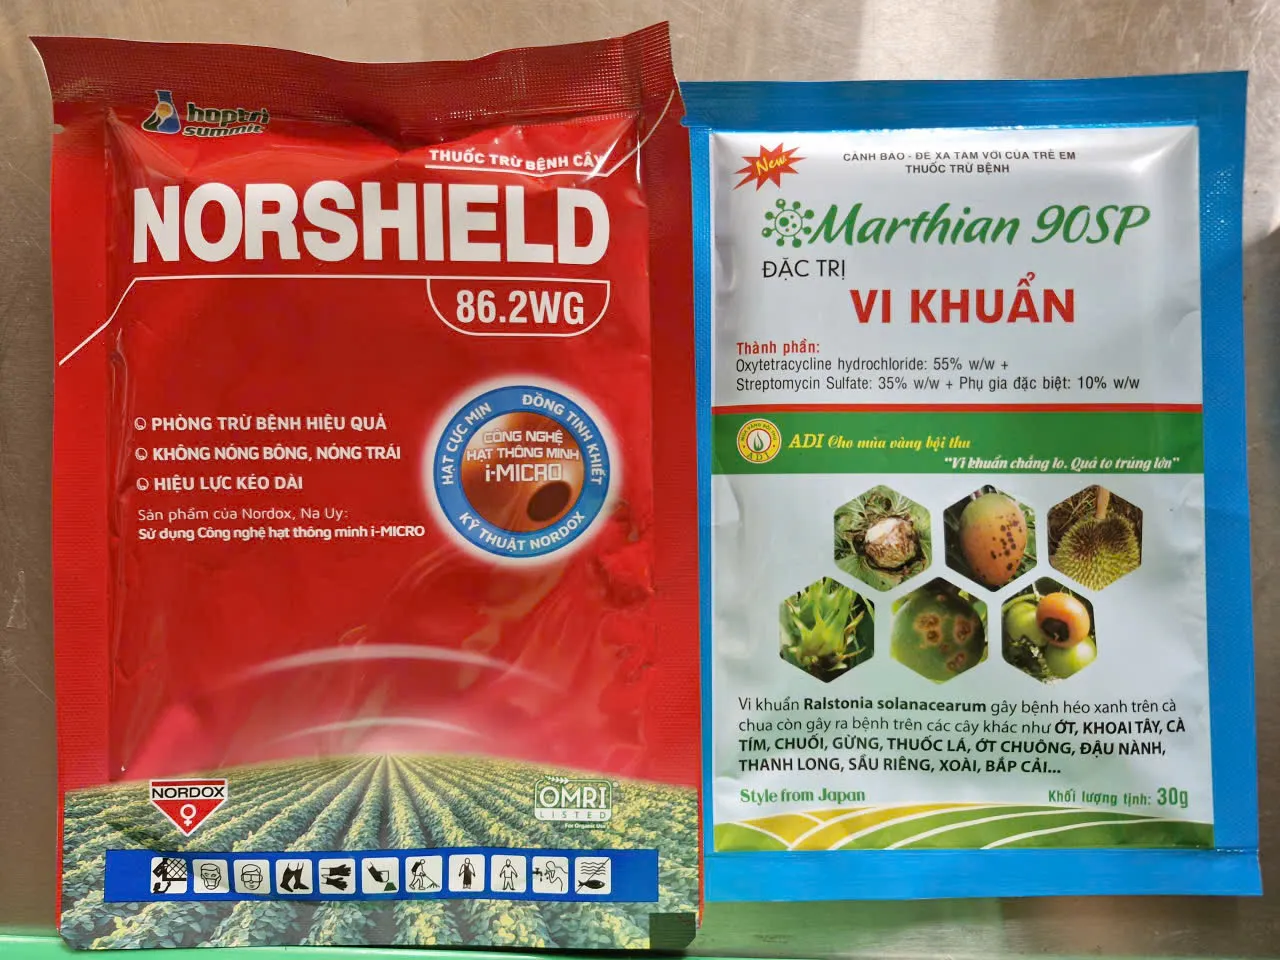 hoptri
summit
THUỐC TRỪ BỆNH CÂY
NORSHIELD
86.2WG
PHÒNG TRỪ BỆNH HIỆU QUẢ
KHÔNG NÓNG BÔNG, NÓNG TRÁI
HIỆU LỰC KÉO DÀI
Sản phẩm của Nordox, Na Uy:
Sử dụng Công nghệ hạt thông minh i-MICRO
HẠT CỰC MỊN
ĐỒNG TINH KHIẾT
KỸ THUẬT NORDOX
CÔNG NGHỆ
HẠT THÔNG MINH
i-MICRO
NORDOX
OMRI
LISTED
For Organic Use
New
CẢNH BÁO - ĐỂ XA TẦM VỚI CỦA TRẺ EM
THUỐC TRỪ BỆNH
Marthian 90SP
ĐẶC TRỊ
VI KHUẨN
Thành phần:
Oxytetracycline hydrochloride: 55% w/w +
Streptomycin Sulfate: 35% w/w + Phụ gia đặc biệt: 10% w/w
ADI
ADI Cho mùa vàng bội thu
"Vi khuẩn chẳng lo, Quả to trúng lớn"
Vi khuẩn Ralstonia solanacearum gây bệnh héo xanh trên cà
chua còn gây ra bệnh trên các cây khác như ỚT, KHOAI TÂY, CÀ
TÍM, CHUỐI, GỪNG, THUỐC LÁ, ỚT CHUÔNG, ĐẬU NÀNH,
THANH LONG, SẦU RIÊNG, XOÀI, BẮP CẢI...
Style from Japan
Khối lượng tịnh: 30g